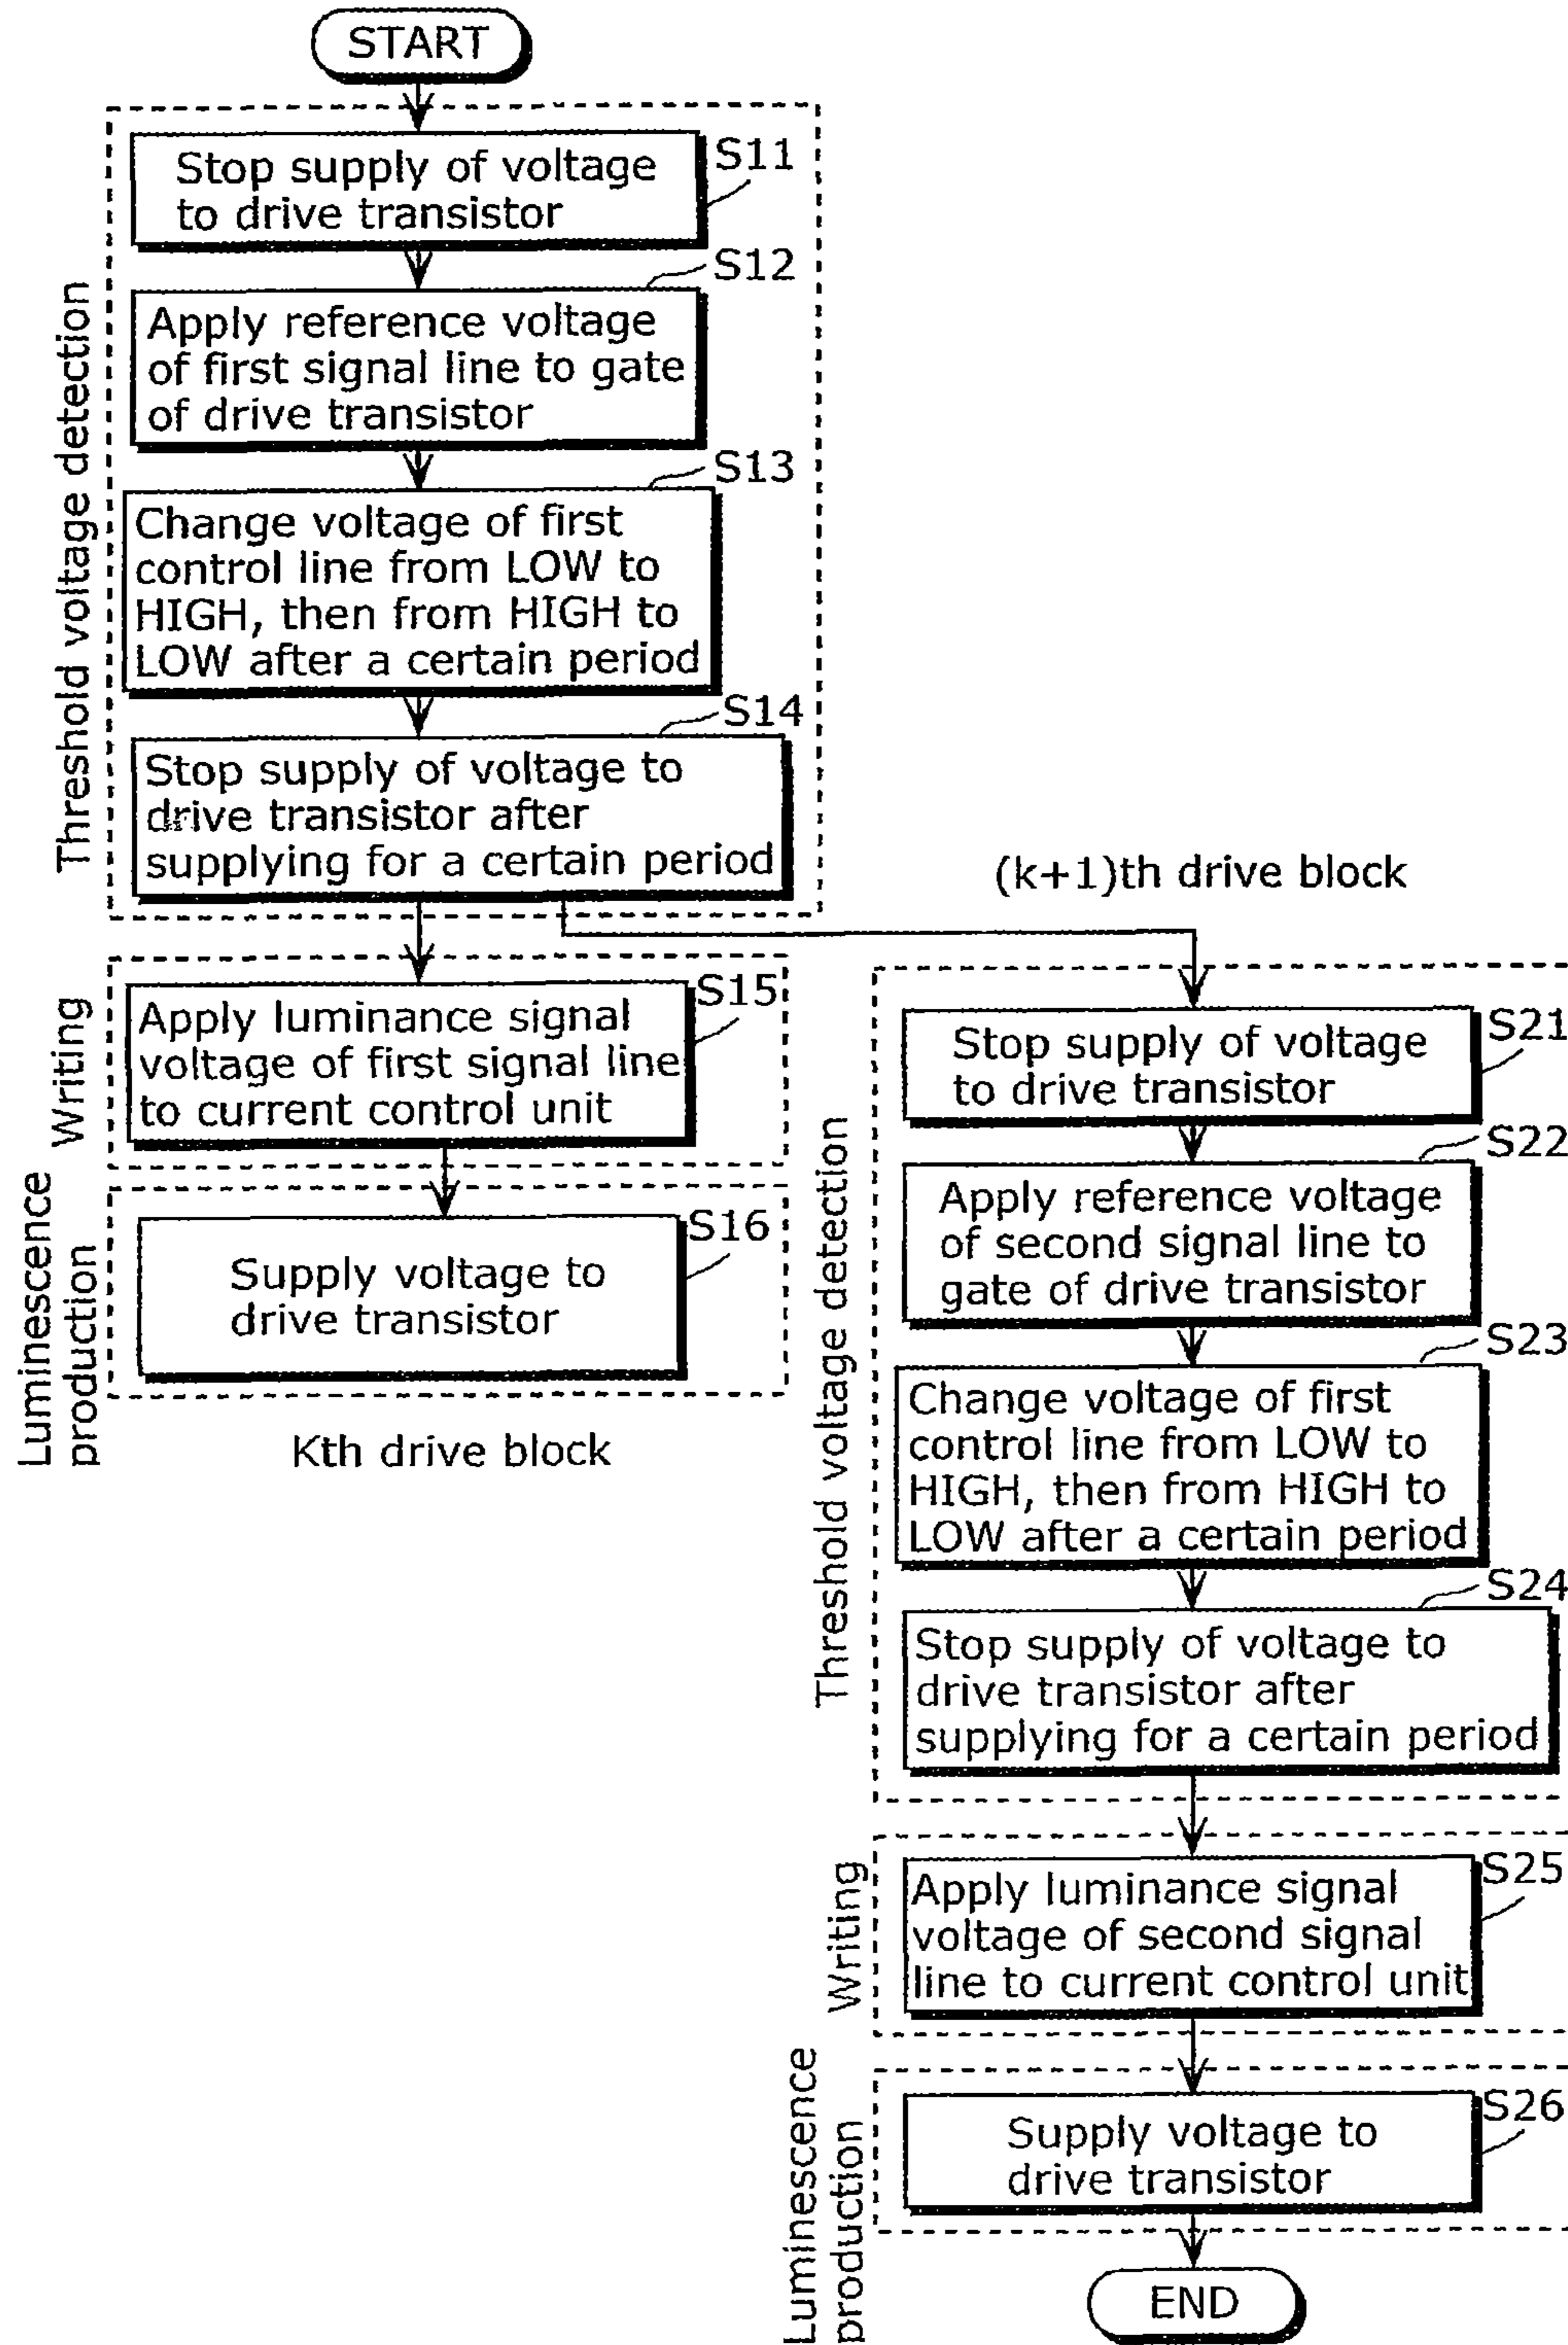 START
Threshold voltage detection
S11
Stop supply of voltage
to drive transistor
S12
Apply reference voltage
of first signal line to gate
of drive transistor
S13
Change voltage of first
control line from LOW to
HIGH, then from HIGH to
LOW after a certain period
S14
Stop supply of voltage to
drive transistor after
supplying for a certain period
Writing
S15
Apply luminance signal
voltage of first signal line
to current control unit
Luminescence
production
S16
Supply voltage to
drive transistor
Kth drive block
(k+1)th drive block
Threshold voltage detection
S21
Stop supply of voltage
to drive transistor
S22
Apply reference voltage
of second signal line to
gate of drive transistor
S23
Change voltage of first
control line from LOW to
HIGH, then from HIGH to
LOW after a certain period
S24
Stop supply of voltage to
drive transistor after
supplying for a certain period
Writing
S25
Apply luminance signal
voltage of second signal
line to current control unit
Luminescence
production
S26
Supply voltage to
drive transistor
END